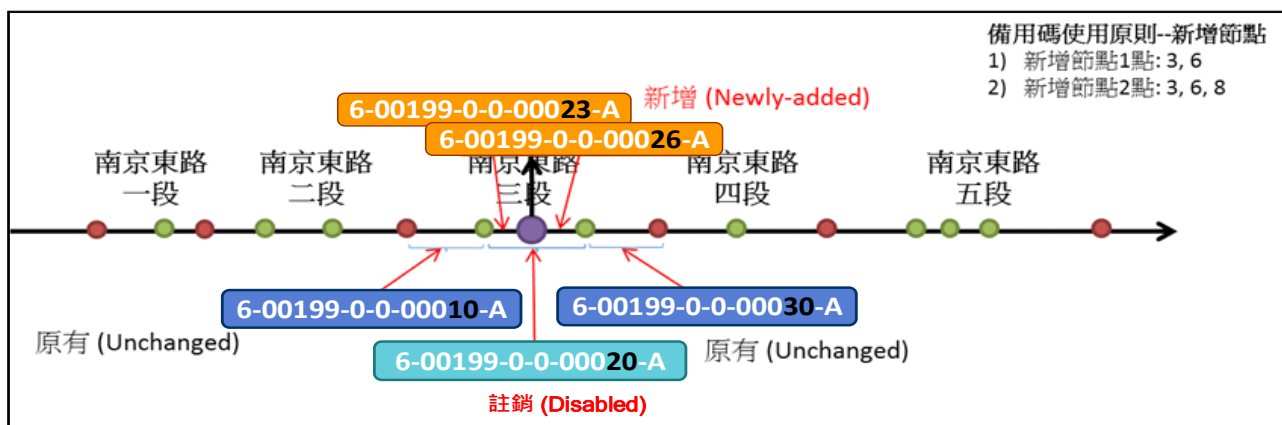 備用碼使用原則--新增節點
1) 新增節點1點: 3, 6
2) 新增節點2點: 3, 6, 8
新增 (Newly-added)
6-00199-0-0-00023-A
6-00199-0-0-00026-A
南京東路
一段
南京東路
二段
南京東路
三段
南京東路
四段
南京東路
五段
6-00199-0-0-00010-A
6-00199-0-0-00030-A
原有 (Unchanged)
6-00199-0-0-00020-A
原有 (Unchanged)
註銷 (Disabled)